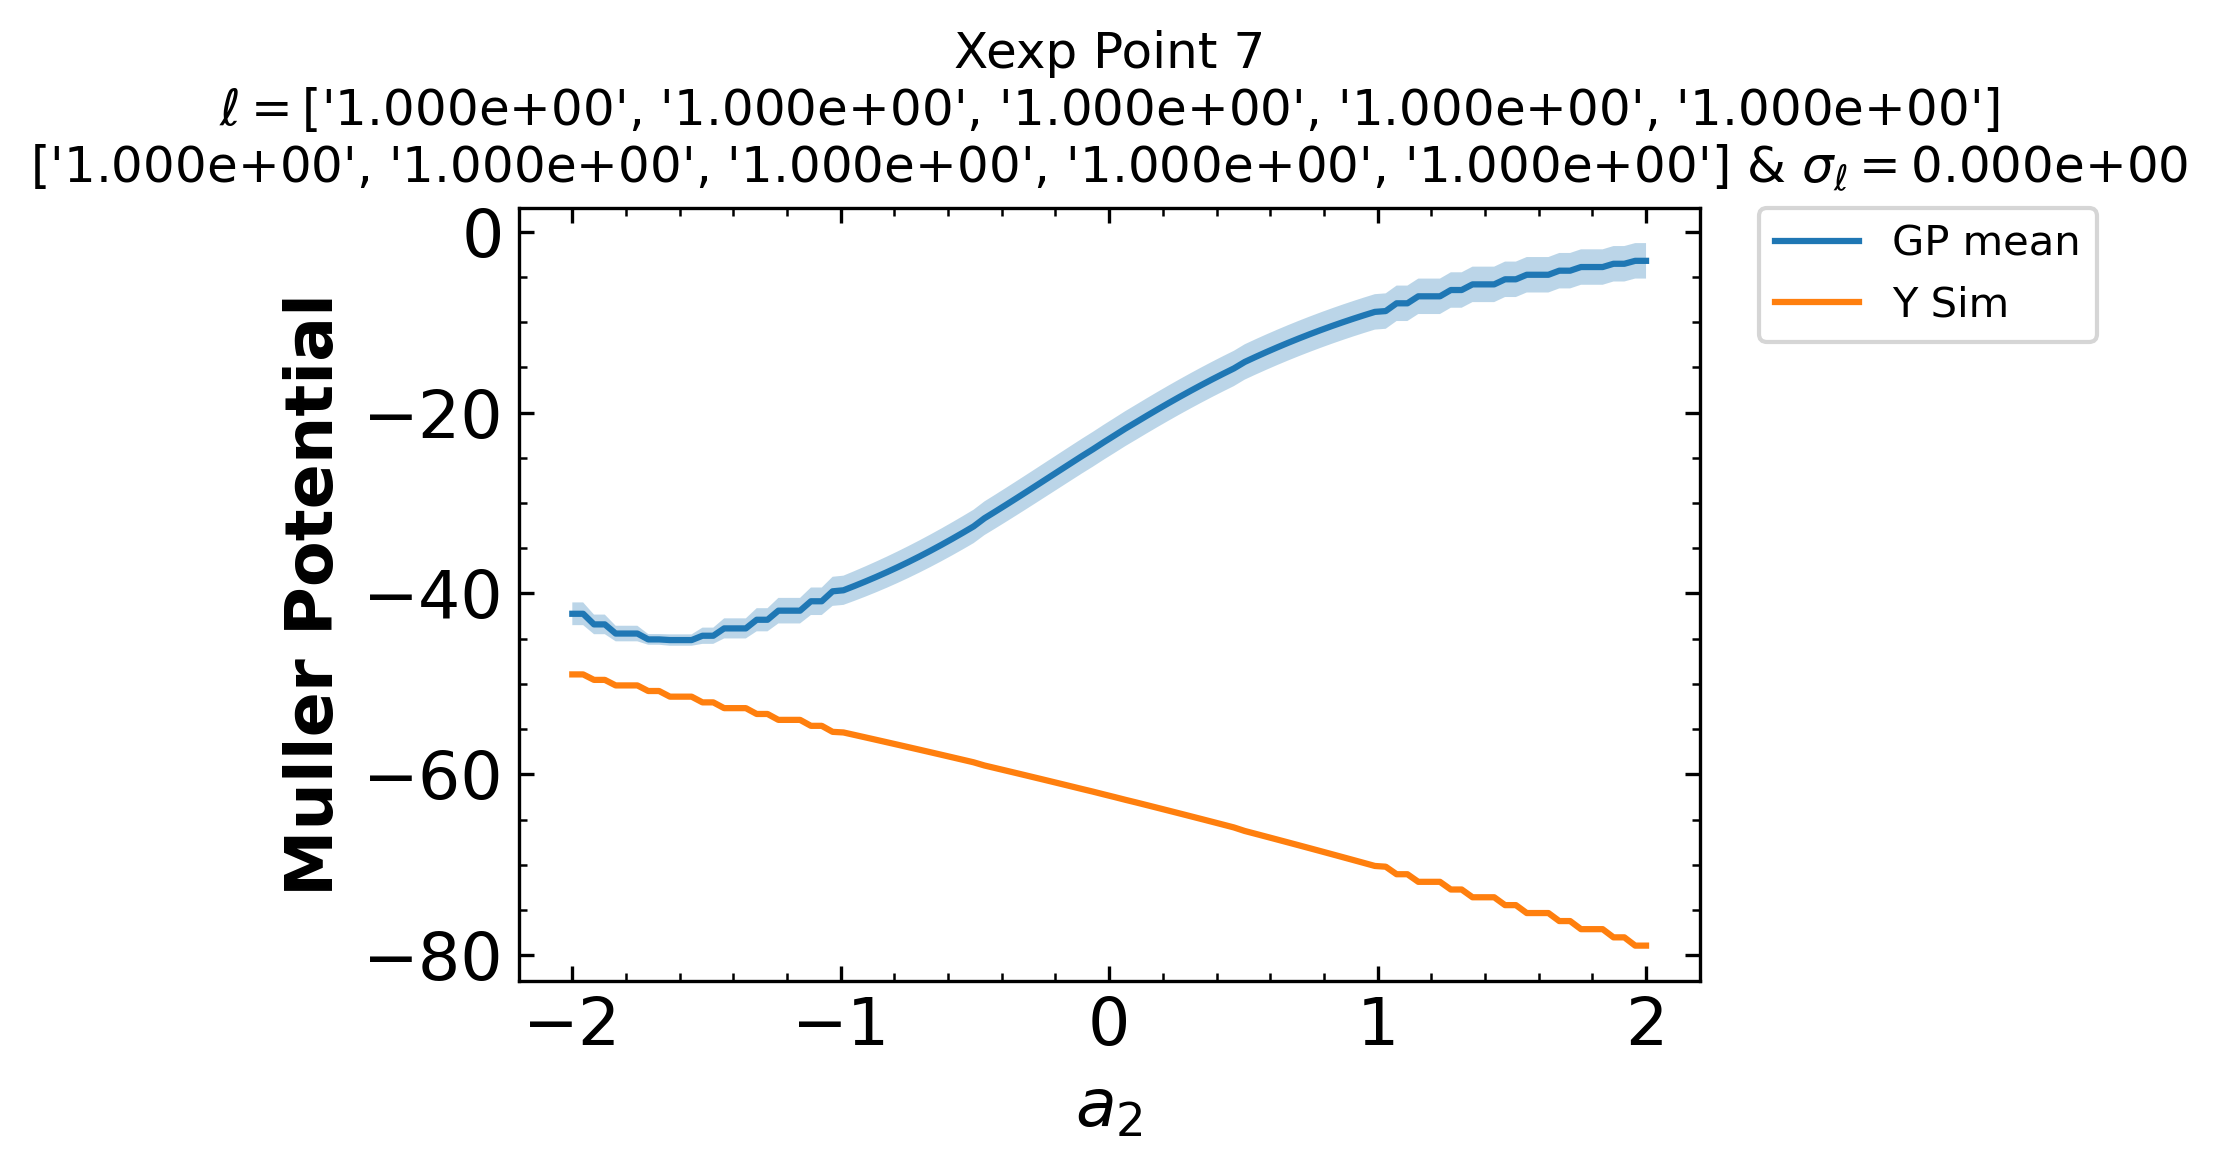 Xexp Point 7
ℓ = ['1.000e+00', '1.000e+00', '1.000e+00', '1.000e+00', '1.000e+00']
['1.000e+00', '1.000e+00', '1.000e+00', '1.000e+00', '1.000e+00'] & σℓ = 0.000e+00
GP mean
Y Sim
Muller Potential
0
−20
−40
−60
−80
−2
−1
0
1
2
a₂